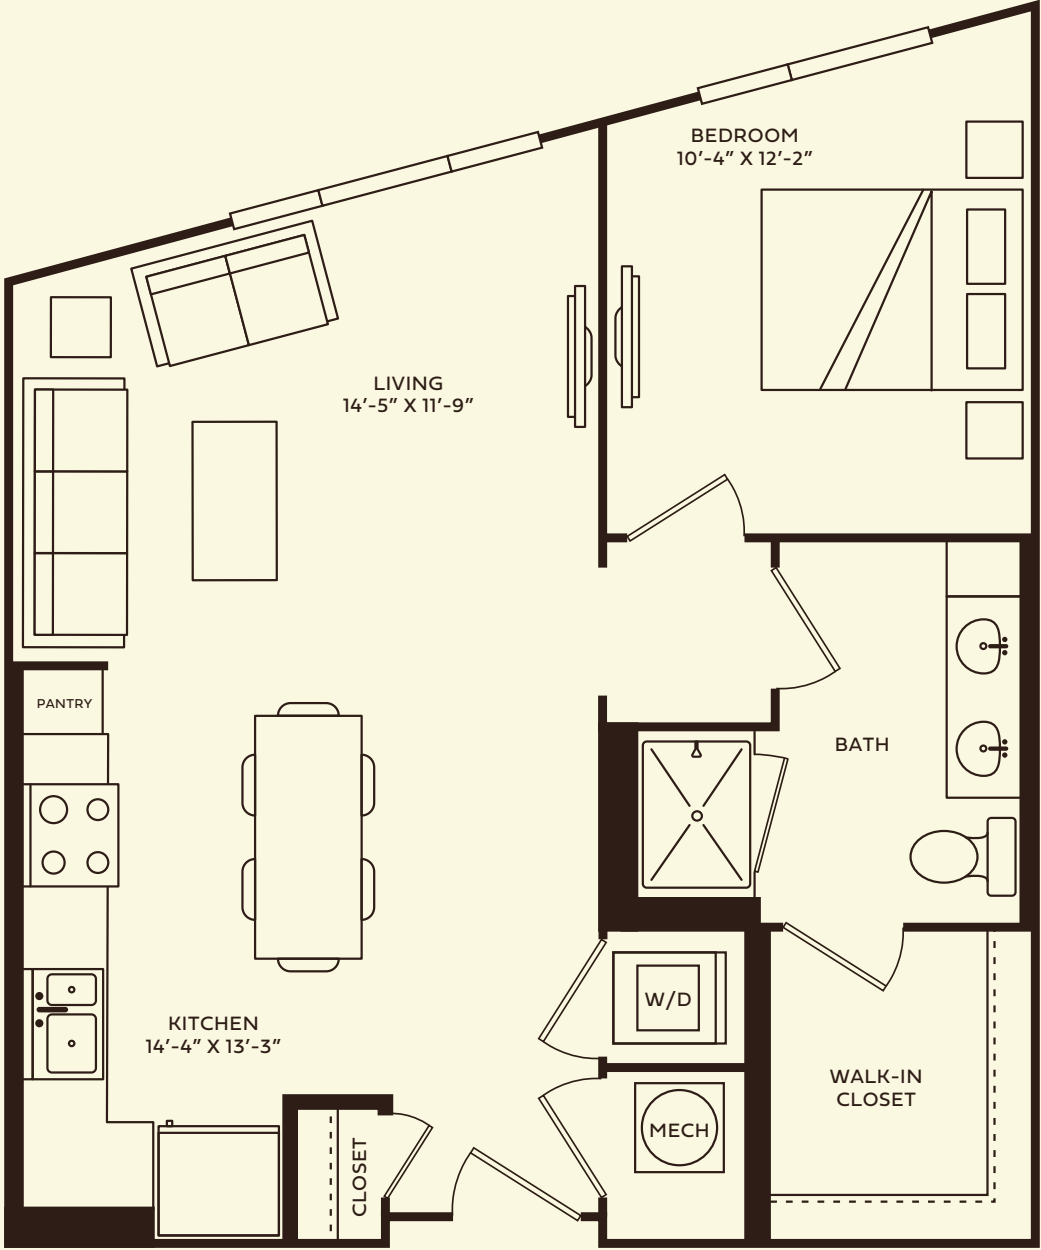 BEDROOM
10’-4” X 12’-2”
LIVING
14’-5” X 11’-9”
PANTRY
BATH
W/D
KITCHEN
14’-4” X 13’-3”
WALK-IN
CLOSET
MECH
CLOSET